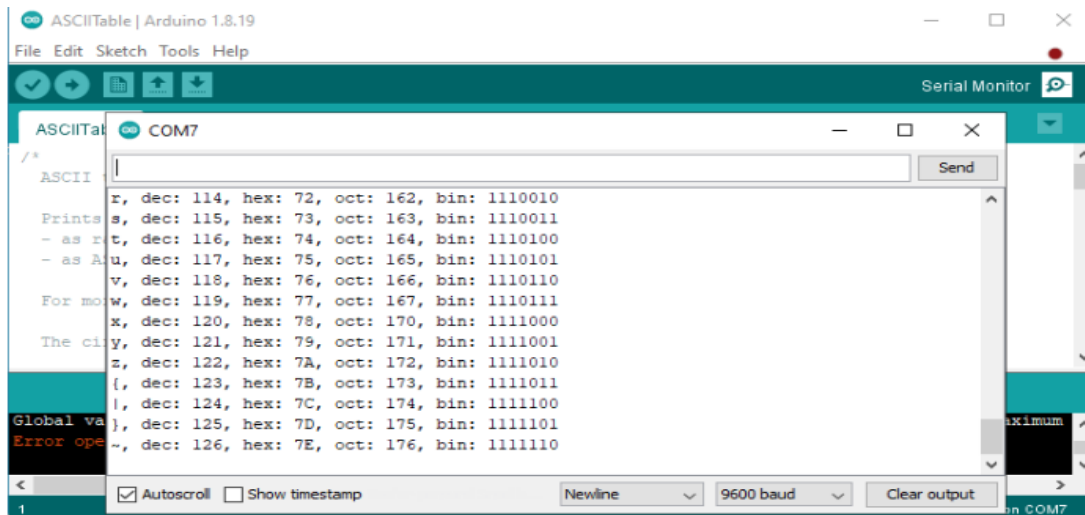 ASCIITable | Arduino 1.8.19
File Edit Sketch Tools Help
Serial Monitor
COM7
/*
ASCII
Send
r, dec: 114, hex: 72, oct: 162, bin: 1110010
Prints s, dec: 115, hex: 73, oct: 163, bin: 1110011
- as t, dec: 116, hex: 74, oct: 164, bin: 1110100
- as u, dec: 117, hex: 75, oct: 165, bin: 1110101
v, dec: 118, hex: 76, oct: 166, bin: 1110110
For w, dec: 119, hex: 77, oct: 167, bin: 1110111
x, dec: 120, hex: 78, oct: 170, bin: 1111000
The y, dec: 121, hex: 79, oct: 171, bin: 1111001
z, dec: 122, hex: 7A, oct: 172, bin: 1111010
{, dec: 123, hex: 7B, oct: 173, bin: 1111011
|, dec: 124, hex: 7C, oct: 174, bin: 1111100
Global }, dec: 125, hex: 7D, oct: 175, bin: 1111101
Error ~, dec: 126, hex: 7E, oct: 176, bin: 1111110
Autoscroll Show timestamp Newline 9600 baud Clear output
1 on COM7